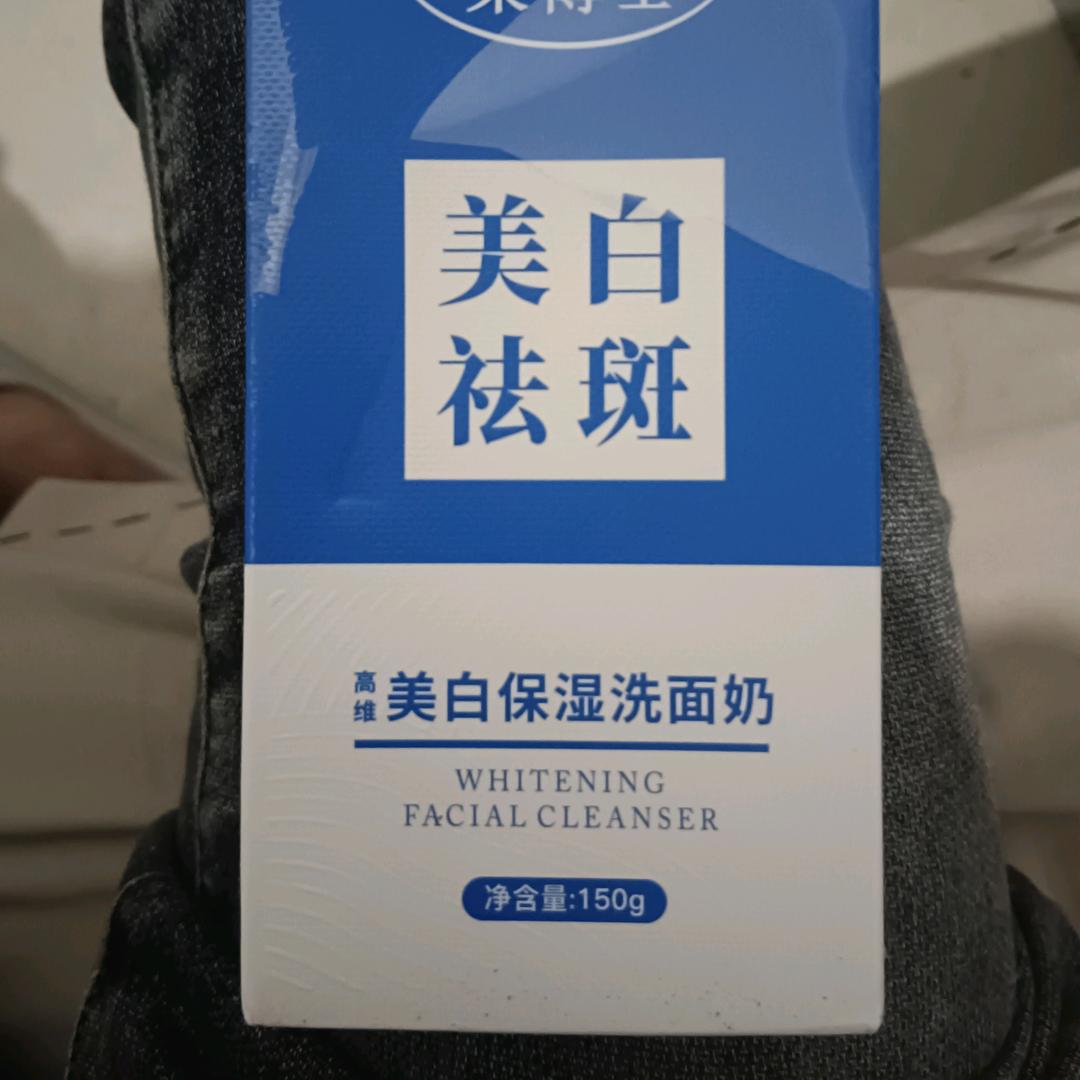 美白
祛斑
高维 美白保湿洗面奶
WHITENING
FACIAL CLEANSER
净含量:150g